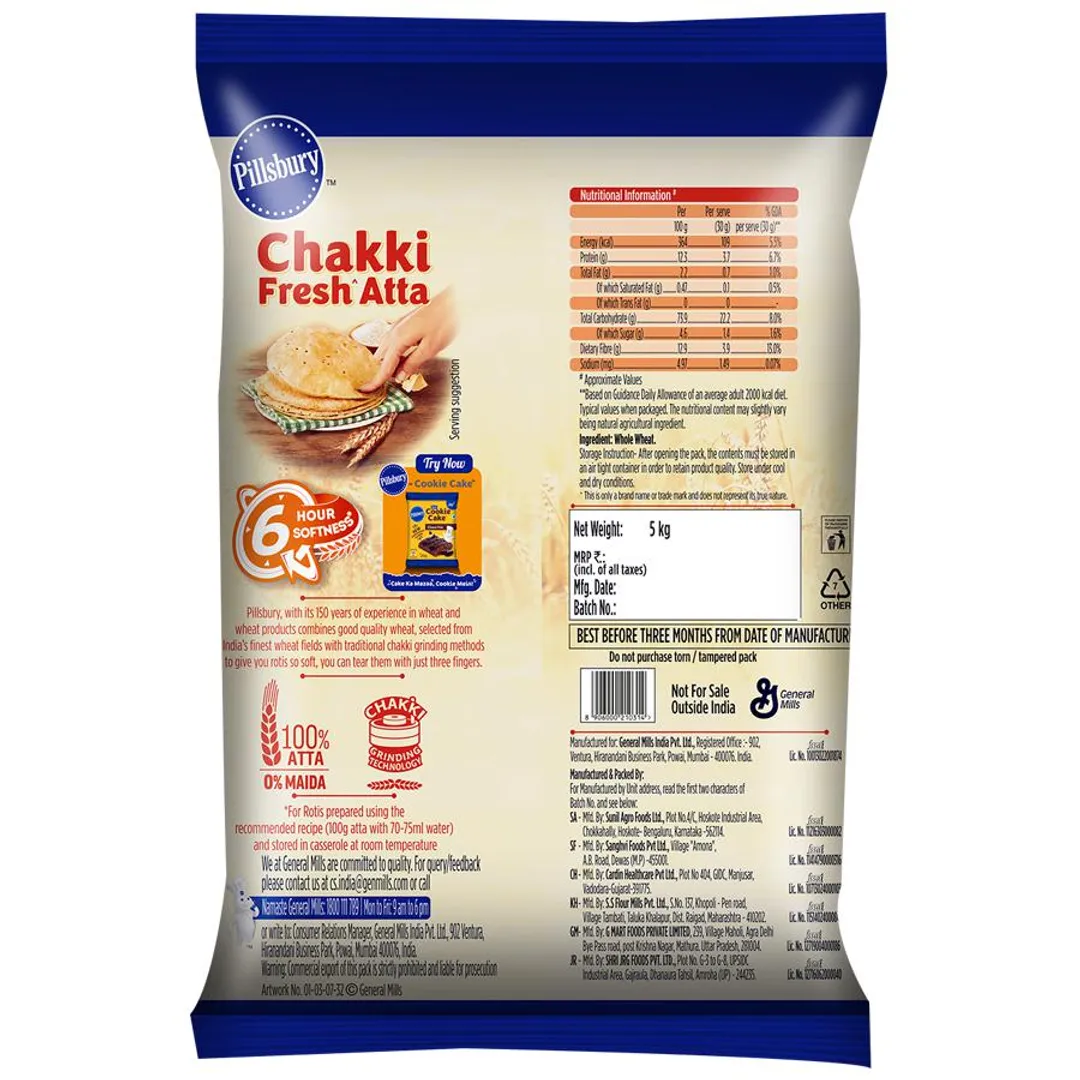 Pillsbury
TM
Chakki
Fresh^Atta
Serving suggestion
Try Now
Pillsbury
Cookie Cake*
Cookie
Cake
Cake Ka Mazaa, Cookie Mein!
6 HOUR
SOFTNESS*
Pillsbury, with its 150 years of experience in wheat and
wheat products combines good quality wheat, selected from
India's finest wheat fields with traditional chakki grinding methods
to give you rotis so soft, you can tear them with just three fingers.
100%
ATTA
0% MAIDA
CHAKKI
GRINDING
TECHNOLOGY
*For Rotis prepared using the
recommended recipe (100g atta with 70-75ml water)
and stored in casserole at room temperature
We at General Mills are committed to quality. For query/feedback
please contact us at cs.india@genmills.com or call
Namaste General Mills: 1800 111 789 | Mon to Fri: 9 am to 6 pm
or write to: Consumer Relations Manager, General Mills India Pvt. Ltd., 902 Ventura,
Hiranandani Business Park, Powai, Mumbai 400076, India.
Warning: Commercial export of this pack is strictly prohibited and liable for prosecution
Artwork No. 01-03-07-32 © General Mills
Nutritional Information #
Per Per serve % GDA
100 g (30 g) per serve (30 g)**
Energy (kcal) 364 109 5.5%
Protein (g) 12.3 3.7 6.7%
Total Fat (g) 2.2 0.7 1.0%
Of which Saturated Fat (g) 0.47 0.1 0.5%
Of which Trans Fat (g) 0 0 -
Total Carbohydrate (g) 73.9 22.2 8.0%
Of which Sugar (g) 4.6 1.4 1.6%
Dietary Fibre (g) 12.9 3.9 13.0%
Sodium (mg) 4.97 1.49 0.07%
# Approximate Values
**Based on Guidance Daily Allowance of an average adult 2000 kcal diet.
Typical values when packaged. The nutritional content may slightly vary
being natural agricultural ingredient.
Ingredient: Whole Wheat.
Storage Instruction- After opening the pack, the contents must be stored in
an air tight container in order to retain product quality. Store under cool
and dry conditions.
^ This is only a brand name or trade mark and does not represent its true nature.
Net Weight: 5 kg
MRP ₹:
(incl. of all taxes)
Mfg. Date:
Batch No.:
7
OTHER
BEST BEFORE THREE MONTHS FROM DATE OF MANUFACTUR
Do not purchase torn / tampered pack
8 906000 210314 >
Not For Sale
Outside India
General
Mills
Manufactured for: General Mills India Pvt. Ltd., Registered Office :- 902,
Ventura, Hiranandani Business Park, Powai, Mumbai - 400076. India.
fssai
Lic. No. 10013022001874
Manufactured & Packed By:
For Manufactured by Unit address, read the first two characters of
Batch No. and see below:
SA - Mfd. By: Sunil Agro Foods Ltd., Plot No.4/C, Hoskote Industrial Area,
Chokkahally, Hoskote- Bengaluru, Karnataka -562114.
fssai
SF - Mfd. By: Sanghvi Foods Pvt Ltd., Village "Amona",
A.B. Road, Dewas (M.P) -455001.
fssai
CH - Mfd. By: Cardin Healthcare Pvt Ltd., Plot No 404, GIDC, Manjusar,
Vadodara-Gujarat-391775.
fssai
KH - Mfd. By: S.S Flour Mills Pvt. Ltd., S.No. 137, Khopoli - Pen road,
Village Tambati, Taluka Khalapur, Dist. Raigad, Maharashtra - 410202.
fssai
GM- Mfd. By: G MART FOODS PRIVATE LIMITED, 299, Village Maholi, Agra Delhi
Bye Pass road, post Krishna Nagar, Mathura, Uttar Pradesh, 281004.
fssai
JR - Mfd. By: SHRI JRG FOODS PVT. LTD., Plot No. G-3 to G-8, UPSIDC
Industrial Area, Gajraula, Dhanaura Tahsil, Amroha (UP) - 244235.
fssai